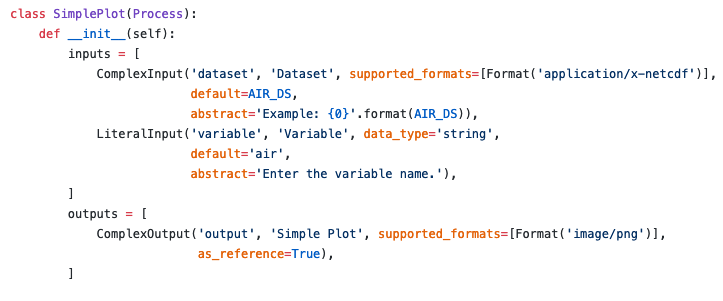 class SimplePlot(Process):
    def __init__(self):
        inputs = [
            ComplexInput('dataset', 'Dataset', supported_formats=[Format('application/x-netcdf')],
                         default=AIR_DS,
                         abstract='Example: {0}'.format(AIR_DS)),
            LiteralInput('variable', 'Variable', data_type='string',
                         default='air',
                         abstract='Enter the variable name.'),
        ]
        outputs = [
            ComplexOutput('output', 'Simple Plot', supported_formats=[Format('image/png')],
                          as_reference=True),
        ]